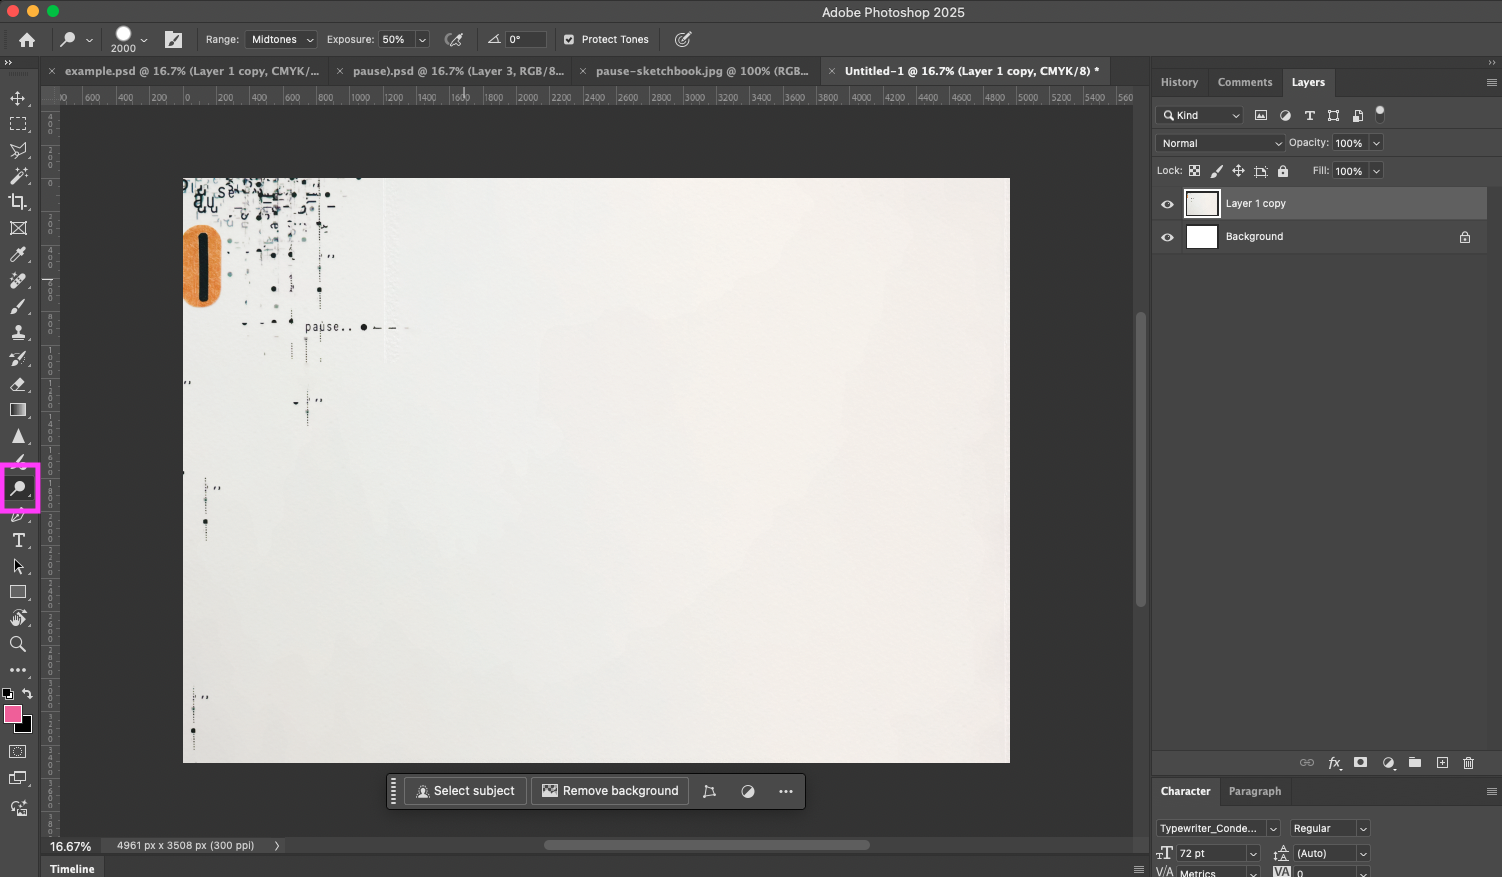 Adobe Photoshop 2025
2000
Range: Midtones Exposure: 50% 0° Protect Tones
example.psd @ 16.7% (Layer 1 copy, CMYK/... pause).psd @ 16.7% (Layer 3, RGB/8... pause-sketchbook.jpg @ 100% (RGB... Untitled-1 @ 16.7% (Layer 1 copy, CMYK/8) *
600 400 200 0 200 400 600 800 1000 1200 1400 1600 1800 2000 2200 2400 2600 2800 3000 3200 3400 3600 3800 4000 4200 4400 4600 4800 5000 5200 5400
History Comments Layers
Kind
Normal Opacity: 100%
Lock: Fill: 100%
Layer 1 copy
Background
pause..
Select subject Remove background
16.67% 4961 px x 3508 px (300 ppi)
Timeline
Character Paragraph
Typewriter_Conde... Regular
72 pt (Auto)
Metrics 0